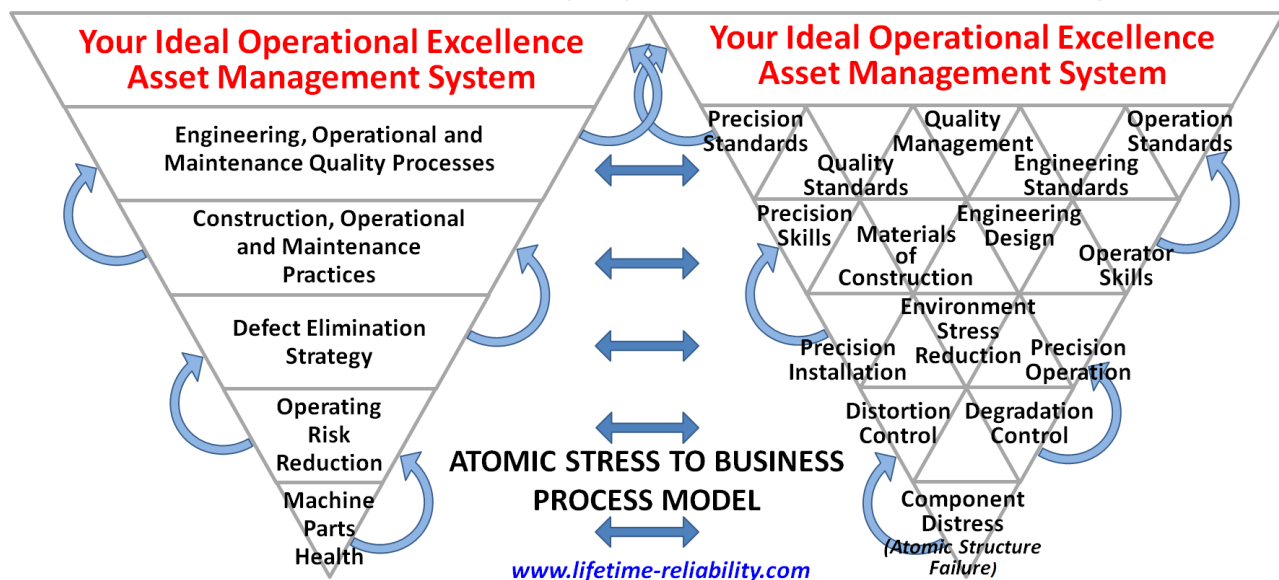 Your Ideal Operational Excellence
Asset Management System
Engineering, Operational and
Maintenance Quality Processes
Construction, Operational
and Maintenance
Practices
Defect Elimination
Strategy
Operating
Risk
Reduction
Machine
Parts
Health
ATOMIC STRESS TO BUSINESS
PROCESS MODEL
www.lifetime-reliability.com
Your Ideal Operational Excellence
Asset Management System
Precision
Standards
Quality
Standards
Quality
Management
Engineering
Standards
Operation
Standards
Precision
Skills
Materials
of
Construction
Engineering
Design
Operator
Skills
Precision
Installation
Environment
Stress
Reduction
Precision
Operation
Distortion
Control
Degradation
Control
Component
Distress
(Atomic Structure
Failure)